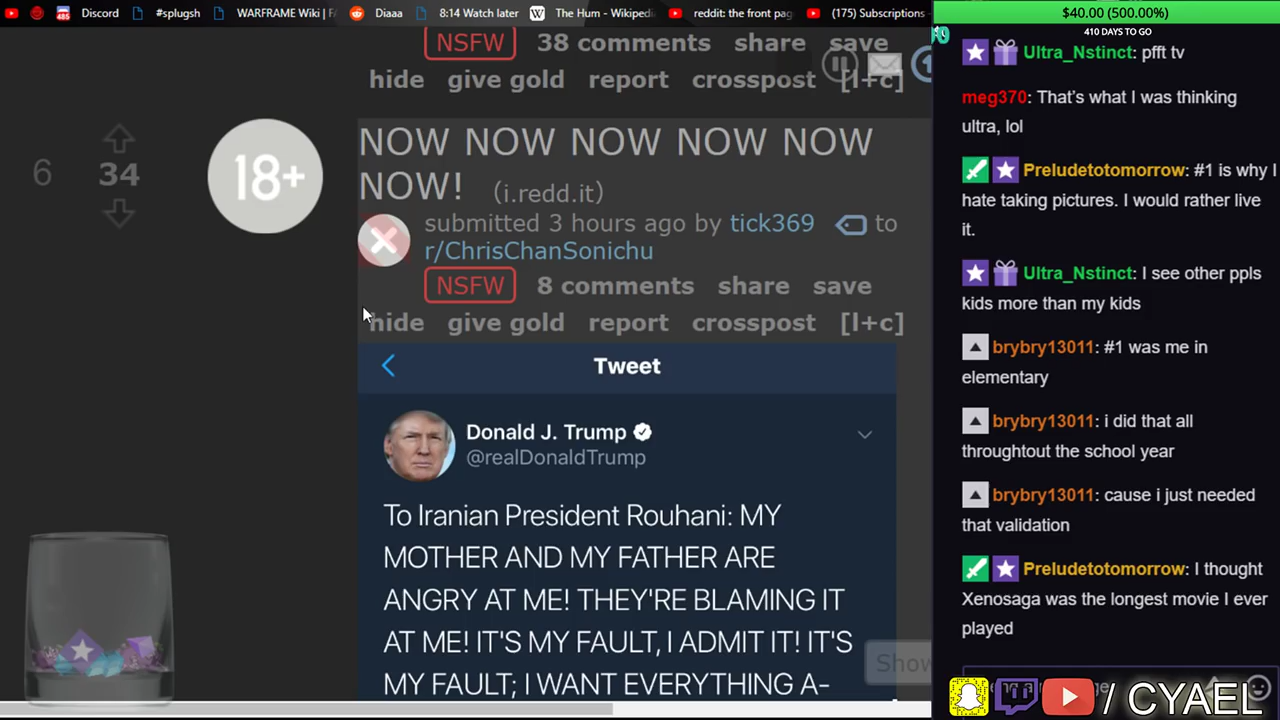 Discord #splugsh WARFRAME Wiki | FA Diaaa 8:14 Watch later The Hum - Wikipedi reddit: the front pag (175) Subscriptions
NSFW 38 comments share save
hide give gold report crosspost [l+c]
6 34 18+
NOW NOW NOW NOW NOW
NOW! (i.redd.it)
submitted 3 hours ago by tick369 to
r/ChrisChanSonichu
NSFW 8 comments share save
hide give gold report crosspost [l+c]
Tweet
Donald J. Trump
@realDonaldTrump
To Iranian President Rouhani: MY
MOTHER AND MY FATHER ARE
ANGRY AT ME! THEY'RE BLAMING IT
AT ME! IT'S MY FAULT, I ADMIT IT! IT'S
MY FAULT; I WANT EVERYTHING A-
Show
$40.00 (500.00%)
410 DAYS TO GO
Ultra_Nstinct: pfft tv
meg370: That's what I was thinking
ultra, lol
Preludetotomorrow: #1 is why I
hate taking pictures. I would rather live
it.
Ultra_Nstinct: I see other ppls
kids more than my kids
brybry13011: #1 was me in
elementary
brybry13011: i did that all
throughtout the school year
brybry13011: cause i just needed
that validation
Preludetotomorrow: I thought
Xenosaga was the longest movie I ever
played
/ CYAEL